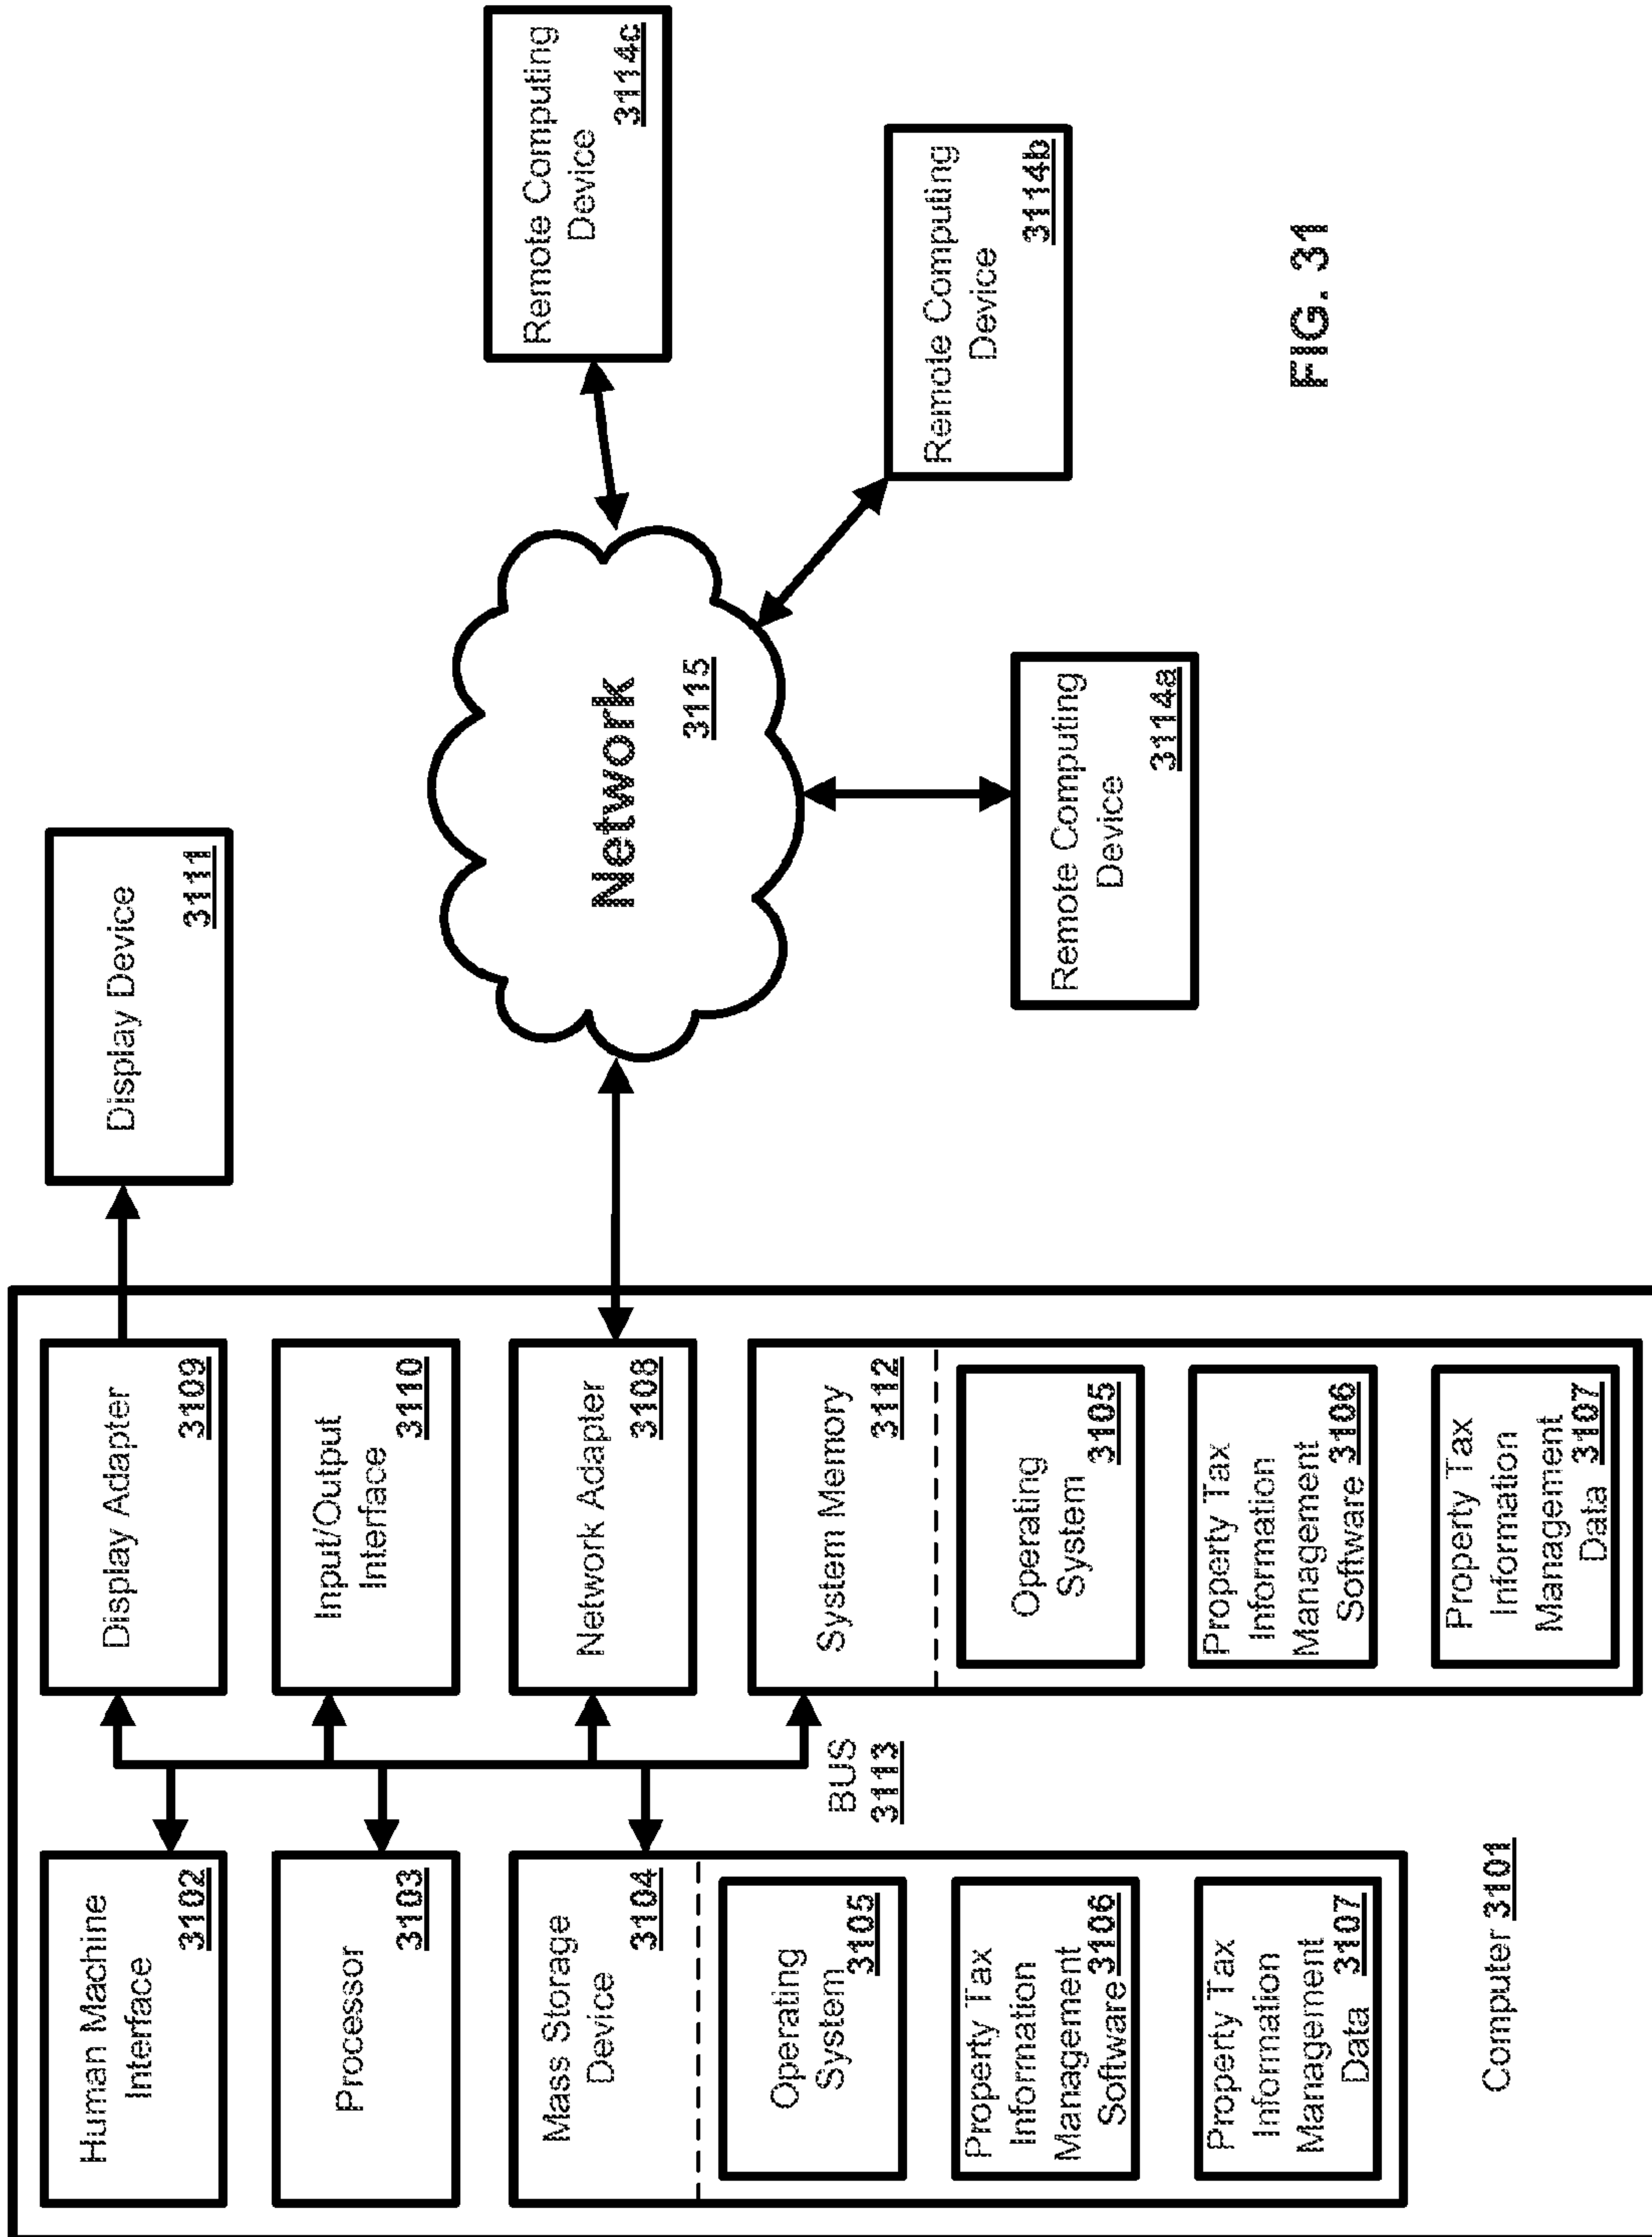 Human Machine
Interface
3102
Processor
3103
Mass Storage
Device
3104
Operating
System
3105
Property Tax
Information
Management
Software
3106
Property Tax
Information
Management
Data
3107
Computer 3101
BUS
3113
Display Adapter
3109
Input/Output
Interface
3110
Network Adapter
3108
System Memory
3112
Operating
System
3105
Property Tax
Information
Management
Software
3106
Property Tax
Information
Management
Data
3107
Display Device
3111
Network
3115
Remote Computing
Device
3114a
Remote Computing
Device
3114b
Remote Computing
Device
3114c
FIG. 31